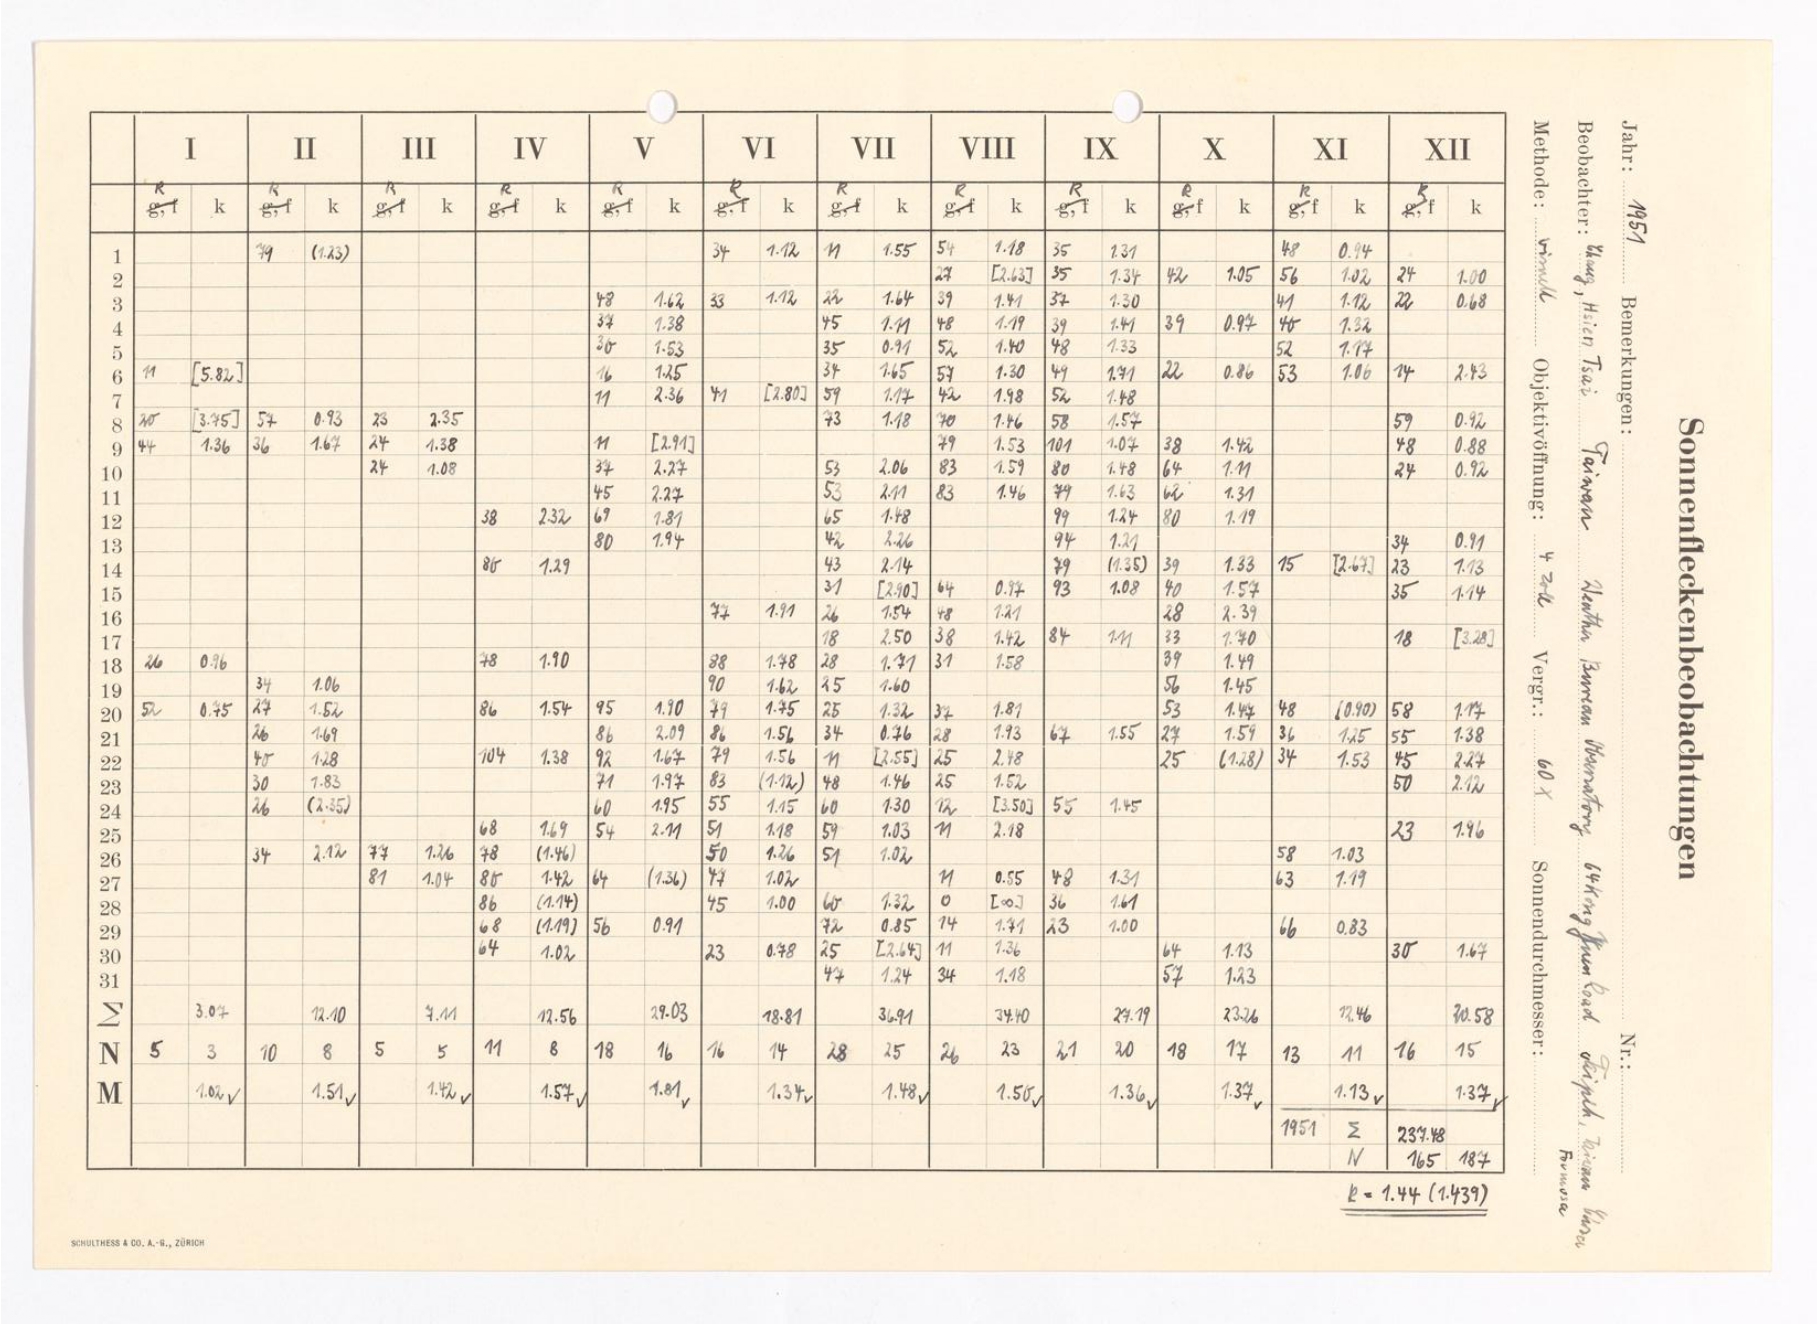 I II III IV V VI VII VIII IX X XI XII
R R R R R R R R R R R R
g, f k g, f k g, f k g, f k g, f k g, f k g, f k g, f k g, f k g, f k g, f k g, f k
1 79 (1.23) 34 1.12 11 1.55 54 1.18 35 1.31 48 0.94
2 27 [2.63] 35 1.34 42 1.05 56 1.02 24 1.00
3 48 1.62 33 1.12 22 1.64 39 1.41 37 1.30 41 1.12 22 0.68
4 37 1.38 45 1.11 48 1.19 39 1.41 39 0.97 40 1.32
5 30 1.53 35 0.91 52 1.40 48 1.33 52 1.17
6 11 [5.82] 16 1.25 34 1.65 57 1.30 49 1.71 22 0.86 53 1.06 14 2.43
7 11 2.36 41 [2.80] 59 1.17 42 1.98 52 1.48
8 20 [3.75] 57 0.93 23 2.35 73 1.18 70 1.46 58 1.57 59 0.92
9 44 1.36 36 1.67 24 1.38 11 [2.91] 79 1.53 101 1.07 38 1.42 48 0.88
10 24 1.08 37 2.27 53 2.06 83 1.59 80 1.48 64 1.11 24 0.92
11 45 2.27 53 2.11 83 1.46 79 1.63 62 1.31
12 38 2.32 69 1.81 65 1.48 99 1.24 80 1.19
13 80 1.94 42 2.26 94 1.21 34 0.91
14 80 1.29 43 2.14 79 (1.35) 39 1.33 15 [2.67] 23 1.13
15 31 [2.90] 64 0.97 93 1.08 40 1.57 35 1.14
16 77 1.91 26 1.54 48 1.21 28 2.39
17 18 2.50 38 1.42 84 1.11 33 1.70 18 [3.28]
18 26 0.96 78 1.90 88 1.78 28 1.71 31 1.58 39 1.49
19 34 1.06 90 1.62 25 1.60 56 1.45
20 52 0.75 27 1.52 86 1.54 95 1.90 79 1.75 25 1.32 37 1.81 53 1.47 48 (0.90) 58 1.17
21 26 1.69 86 2.09 86 1.56 34 0.76 28 1.93 67 1.55 27 1.59 36 1.25 55 1.38
22 40 1.28 104 1.38 92 1.67 79 1.56 11 [2.55] 25 2.48 25 (1.28) 34 1.53 45 2.27
23 30 1.83 71 1.97 83 (1.12) 48 1.46 25 1.52 50 2.12
24 26 (2.35) 60 1.95 55 1.15 60 1.30 12 [3.50] 55 1.45
25 68 1.69 54 2.11 51 1.18 59 1.03 11 2.18 23 1.96
26 34 2.12 77 1.26 78 (1.46) 50 1.26 51 1.02 58 1.03
27 81 1.04 80 1.42 64 (1.36) 47 1.02 11 0.55 48 1.31 63 1.19
28 86 (1.14) 45 1.00 60 1.32 0 [∞] 36 1.61
29 68 (1.19) 56 0.91 72 0.85 14 1.71 23 1.00 66 0.83
30 64 1.02 23 0.78 25 [2.64] 11 1.36 64 1.13 30 1.67
31 47 1.24 34 1.18 57 1.23
Σ 3.07 12.10 7.11 12.56 29.03 18.81 36.91 34.40 27.19 23.26 12.46 20.58
N 5 3 10 8 5 5 11 8 18 16 16 14 28 25 26 23 21 20 18 17 13 11 16 15
M 1.02 ✓ 1.51 ✓ 1.42 ✓ 1.57 ✓ 1.81 ✓ 1.34 ✓ 1.48 ✓ 1.50 ✓ 1.36 ✓ 1.37 ✓ 1.13 ✓ 1.37 ✓
1951 Σ 237.48
N 165 187
k = 1.44 (1.439)
SCHULTHESS & CO. A.-G., ZÜRICH
Sonnenfleckenbeobachtungen
Jahr: 1951 Bemerkungen: Nr.:
Beobachter: Hsien Tsai Taiwan Bureau Observatory 64 Road
Formosa
Methode: visuell Objektivöffnung: 4 Zoll Vergr.: 60 X Sonnendurchmesser: